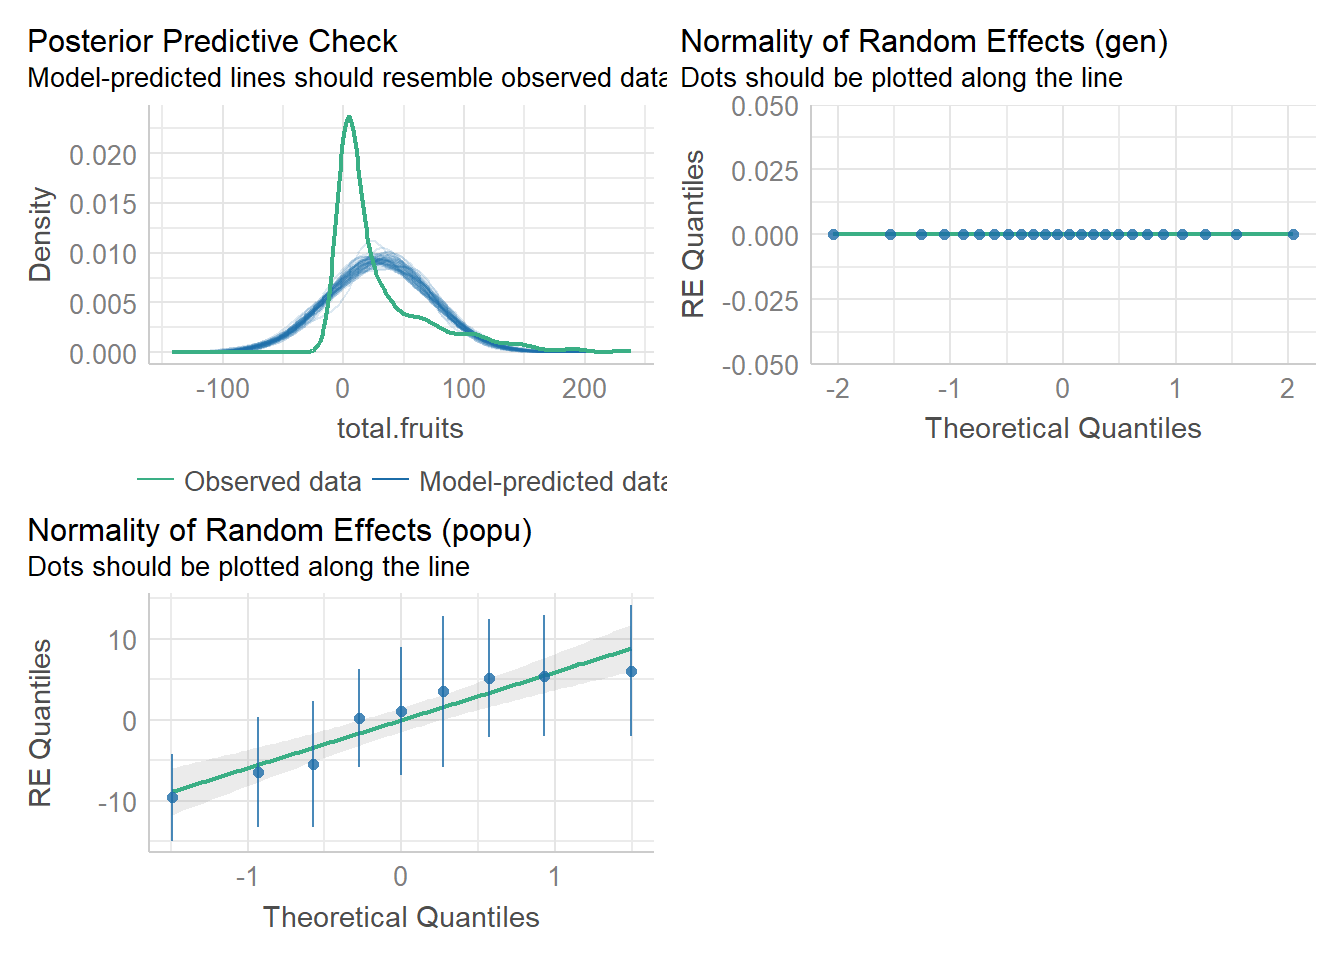 Posterior Predictive Check
Model-predicted lines should resemble observed data
0.020
0.015
0.010
0.005
0.000
Density
-100
0
100
200
total.fruits
Observed data
Model-predicted data
Normality of Random Effects (gen)
Dots should be plotted along the line
0.050
0.025
0.000
-0.025
-0.050
RE Quantiles
-2
-1
0
1
2
Theoretical Quantiles
Normality of Random Effects (popu)
Dots should be plotted along the line
10
0
-10
RE Quantiles
-1
0
1
Theoretical Quantiles